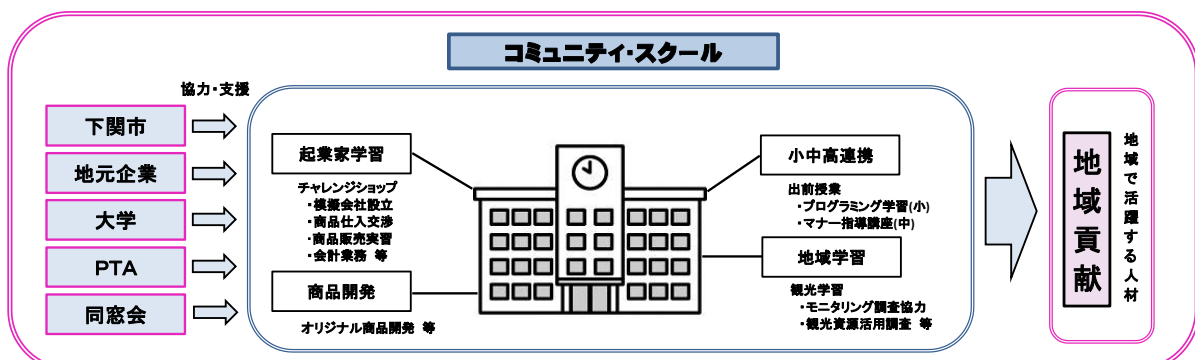 コミュニティ・スクール
協力・支援
下関市
地元企業
大学
PTA
同窓会
起業家学習
チャレンジショップ
・模擬会社設立
・商品仕入交渉
・商品販売実習
・会計業務 等
商品開発
オリジナル商品開発 等
小中高連携
出前授業
・プログラミング学習(小)
・マナー指導講座(中)
地域学習
観光学習
・モニタリング調査協力
・観光資源活用調査 等
地域貢献
地域で活躍する人材